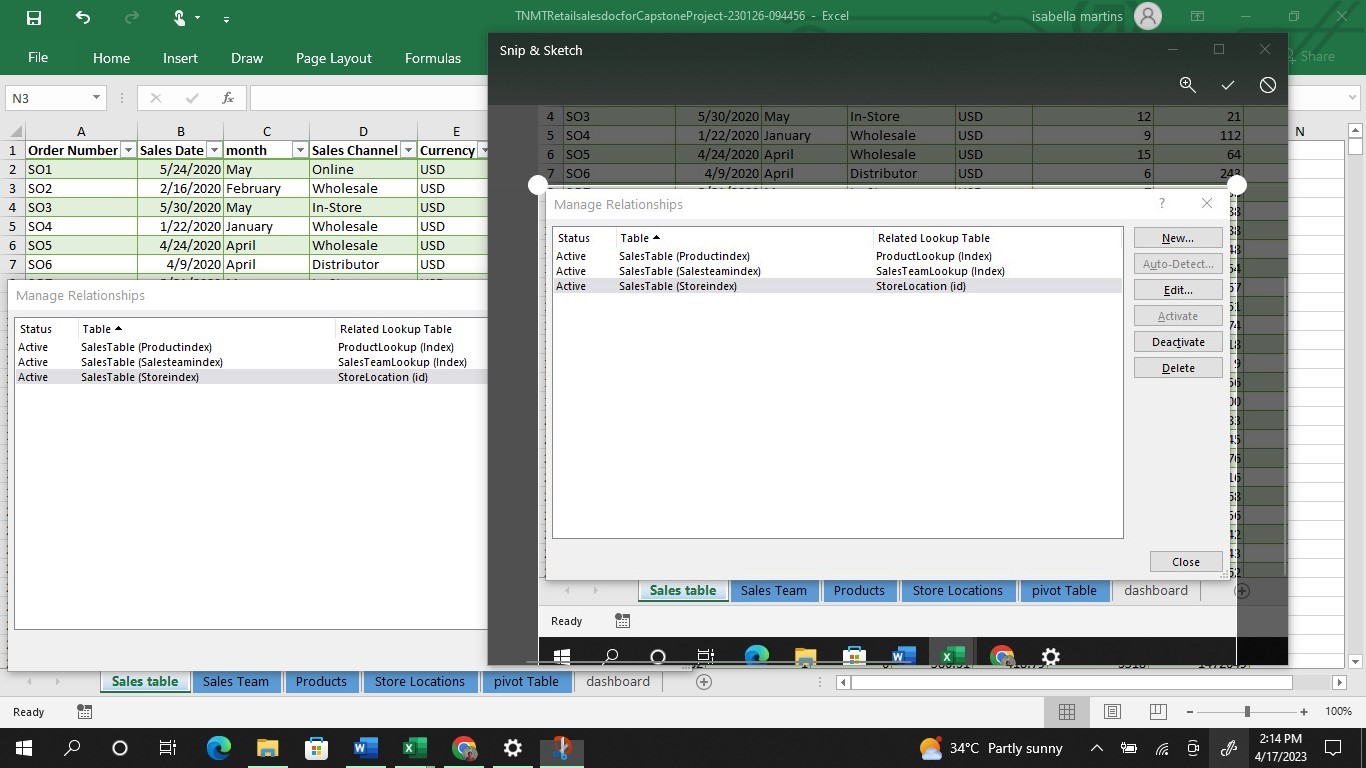 TNMTRetailsalesdocforCapstoneProject-230126-094456 - Excel
isabella martins
File Home Insert Draw Page Layout Formulas
Share
Snip & Sketch
N3 fx
A B C D E N
1 Order Number Sales Date month Sales Channel Currency
2 SO1 5/24/2020 May Online USD
3 SO2 2/16/2020 February Wholesale USD
4 SO3 5/30/2020 May In-Store USD
5 SO4 1/22/2020 January Wholesale USD
6 SO5 4/24/2020 April Wholesale USD
7 SO6 4/9/2020 April Distributor USD
Manage Relationships
Status Table Related Lookup Table
Active SalesTable (Productindex) ProductLookup (Index)
Active SalesTable (Salesteamindex) SalesTeamLookup (Index)
Active SalesTable (Storeindex) StoreLocation (id)
4 SO3 5/30/2020 May In-Store USD 12 21
5 SO4 1/22/2020 January Wholesale USD 9 112
6 SO5 4/24/2020 April Wholesale USD 15 64
7 SO6 4/9/2020 April Distributor USD 6 243
Manage Relationships ?
Status Table Related Lookup Table
Active SalesTable (Productindex) ProductLookup (Index)
Active SalesTable (Salesteamindex) SalesTeamLookup (Index)
Active SalesTable (Storeindex) StoreLocation (id)
New...
Auto-Detect...
Edit...
Activate
Deactivate
Delete
Close
Sales table Sales Team Products Store Locations pivot Table dashboard
Ready
Sales table Sales Team Products Store Locations pivot Table dashboard
Ready
100%
34°C Partly sunny
2:14 PM
4/17/2023